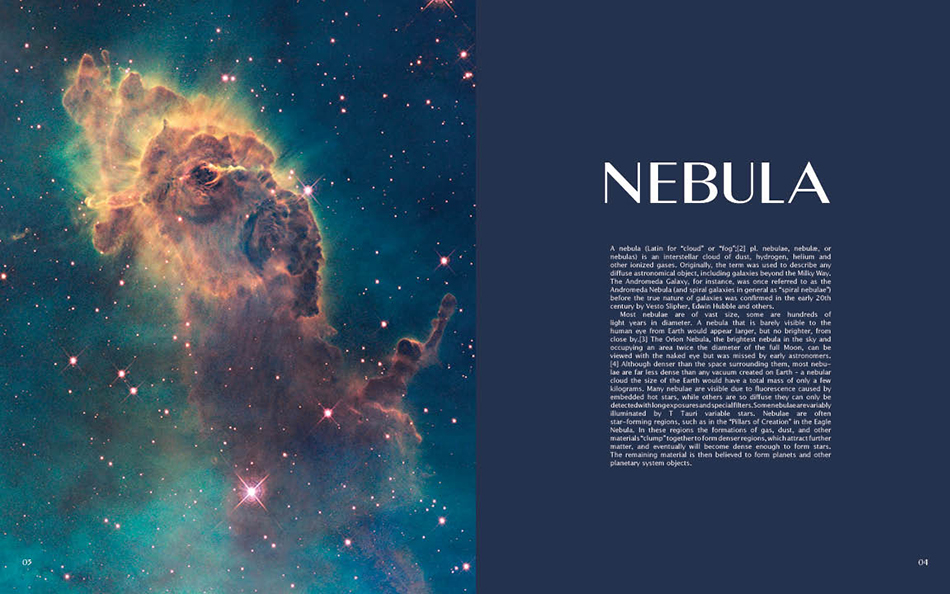 NEBULA
A nebula (Latin for "cloud" or "fog";[2] pl. nebulae, nebulæ, or
nebulas) is an interstellar cloud of dust, hydrogen, helium and
other ionized gases. Originally, the term was used to describe any
diffuse astronomical object, including galaxies beyond the Milky Way.
The Andromeda Galaxy, for instance, was once referred to as the
Andromeda Nebula (and spiral galaxies in general as "spiral nebulae")
before the true nature of galaxies was confirmed in the early 20th
century by Vesto Slipher, Edwin Hubble and others.
Most nebulae are of vast size, some are hundreds of
light years in diameter. A nebula that is barely visible to the
human eye from Earth would appear larger, but no brighter, from
close by.[3] The Orion Nebula, the brightest nebula in the sky and
occupying an area twice the diameter of the full Moon, can be
viewed with the naked eye but was missed by early astronomers.
[4] Although denser than the space surrounding them, most nebu-
lae are far less dense than any vacuum created on Earth – a nebular
cloud the size of the Earth would have a total mass of only a few
kilograms. Many nebulae are visible due to fluorescence caused by
embedded hot stars, while others are so diffuse they can only be
detected with long exposures and special filters. Some nebulae are variably
illuminated by T Tauri variable stars. Nebulae are often
star-forming regions, such as in the "Pillars of Creation" in the Eagle
Nebula. In these regions the formations of gas, dust, and other
materials "clump" together to form denser regions, which attract further
matter, and eventually will become dense enough to form stars.
The remaining material is then believed to form planets and other
planetary system objects.
03
04